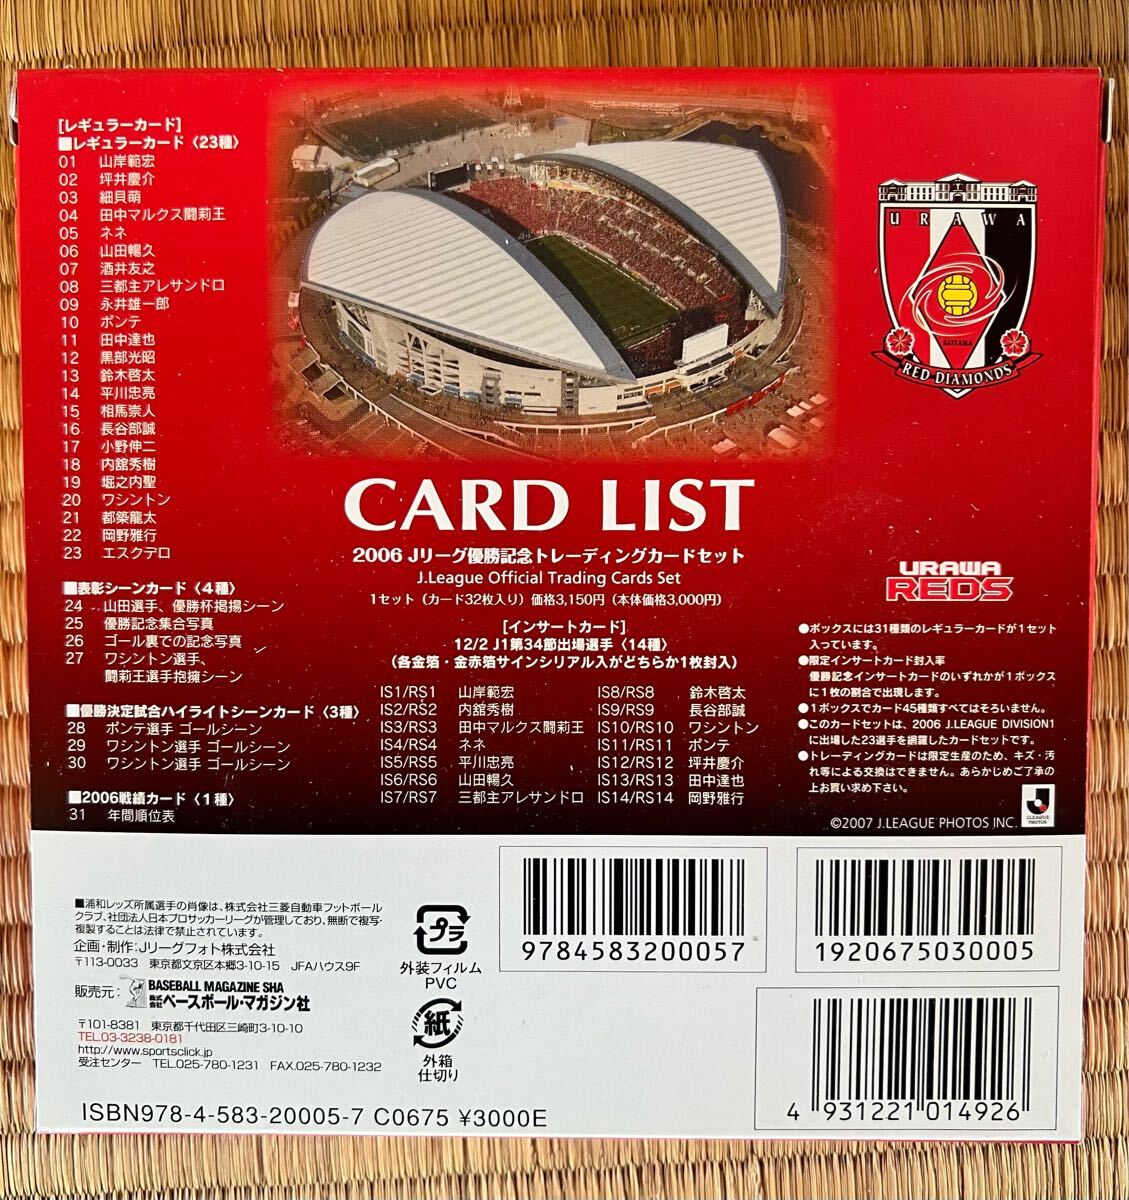 [レギュラーカード]
■レギュラーカード〈23種〉
01 山岸範宏
02 坪井慶介
03 細貝萌
04 田中マルクス闘莉王
05 ネネ
06 山田暢久
07 酒井友之
08 三都主アレサンドロ
09 永井雄一郎
10 ポンテ
11 田中達也
12 黒部光昭
13 鈴木啓太
14 平川忠亮
15 相馬崇人
16 長谷部誠
17 小野伸二
18 内舘秀樹
19 堀之内聖
20 ワシントン
21 都築龍太
22 岡野雅行
23 エスクデロ
■表彰シーンカード〈4種〉
24 山田選手、優勝杯掲揚シーン
25 優勝記念集合写真
26 ゴール裏での記念写真
27 ワシントン選手、
闘莉王選手抱擁シーン
■優勝決定試合ハイライトシーンカード〈3種〉
28 ポンテ選手 ゴールシーン
29 ワシントン選手 ゴールシーン
30 ワシントン選手 ゴールシーン
■2006戦績カード〈1種〉
31 年間順位表
URAWA
SAITAMA
RED DIAMONDS
CARD LIST
2006 Jリーグ優勝記念トレーディングカードセット
J.League Official Trading Cards Set
1セット（カード32枚入り）価格3,150円（本体価格3,000円）
[インサートカード]
12/2 J1第34節出場選手〈14種〉
（各金箔・金赤箔サインシリアル入がどちらか1枚封入）
IS1/RS1 山岸範宏
IS2/RS2 内舘秀樹
IS3/RS3 田中マルクス闘莉王
IS4/RS4 ネネ
IS5/RS5 平川忠亮
IS6/RS6 山田暢久
IS7/RS7 三都主アレサンドロ
IS8/RS8 鈴木啓太
IS9/RS9 長谷部誠
IS10/RS10 ワシントン
IS11/RS11 ポンテ
IS12/RS12 坪井慶介
IS13/RS13 田中達也
IS14/RS14 岡野雅行
URAWA
REDS
●ボックスには31種類のレギュラーカードが1セット
入っています。
●限定インサートカード封入率
優勝記念インサートカードのいずれかが1ボックス
に1枚の割合で出現します。
●1ボックスでカード45種類すべてはそろいません。
●このカードセットは、2006 J.LEAGUE DIVISION1
に出場した23選手を網羅したカードセットです。
●トレーディングカードは限定生産のため、キズ・汚
れ等による交換はできません。あらかじめご了承の
上お買い求め下さい。
©2007 J.LEAGUE PHOTOS INC.
J.LEAGUE
PHOTOS
■浦和レッズ所属選手の肖像は、株式会社三菱自動車フットボール
クラブ、社団法人日本プロサッカーリーグが管理しており、無断で複写・
複製することは法律で禁止されています。
企画・制作：Jリーグフォト株式会社
〒113-0033 東京都文京区本郷3-10-15 JFAハウス9F
販売元：
BASEBALL MAGAZINE SHA
株式会社ベースボール・マガジン社
〒101-8381 東京都千代田区三崎町3-10-10
TEL.03-3238-0181
http://www.sportsclick.jp
受注センター TEL.025-780-1231 FAX.025-780-1232
ISBN978-4-583-20005-7 C0675 ¥3000E
プラ
外装フィルム
PVC
紙
外箱
仕切り
9784583200057
1920675030005
4 931221 014926